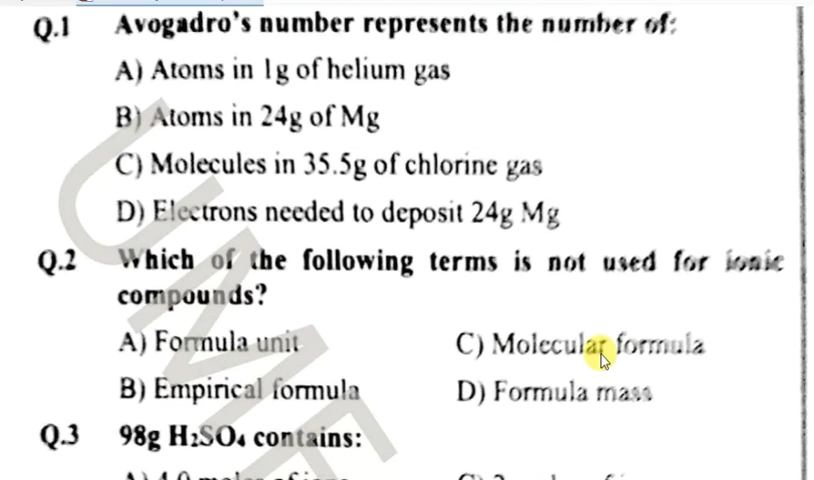 Q.1 Avogadro's number represents the number of:
A) Atoms in 1g of helium gas
B) Atoms in 24g of Mg
C) Molecules in 35.5g of chlorine gas
D) Electrons needed to deposit 24g Mg
Q.2 Which of the following terms is not used for ionic
compounds?
A) Formula unit C) Molecular formula
B) Empirical formula D) Formula mass
Q.3 98g H₂SO₄ contains: